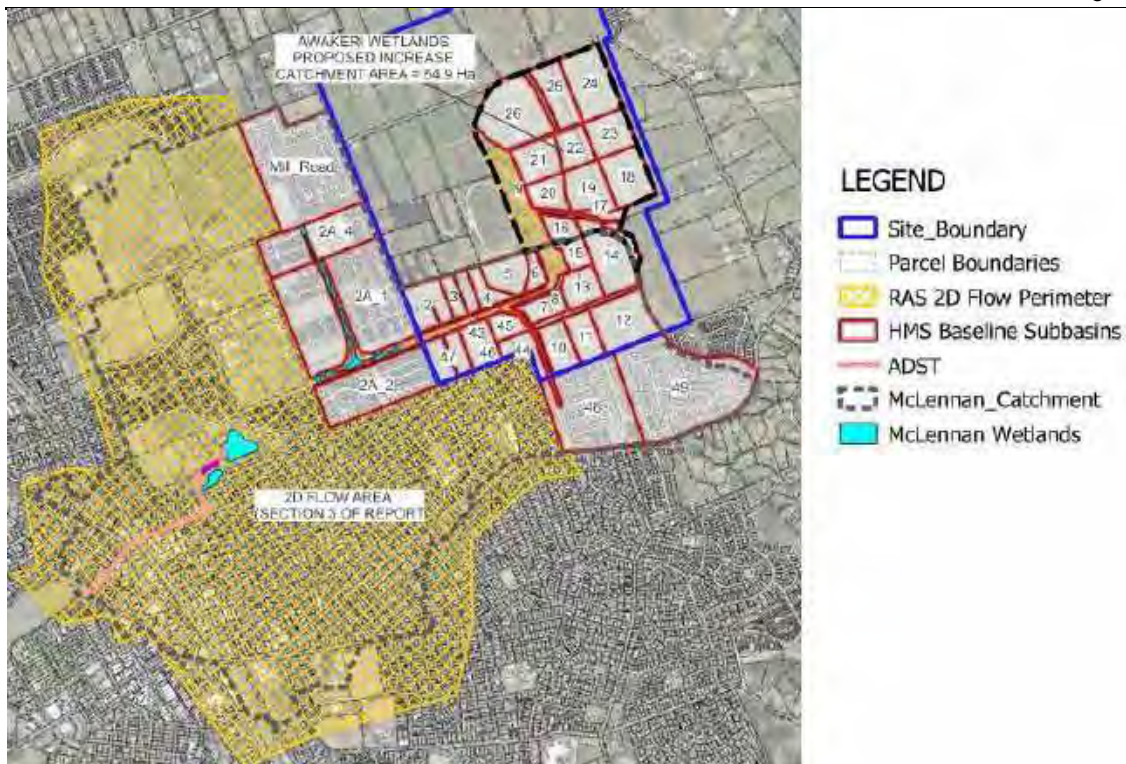 AWAKERI WETLANDS
PROPOSED INCREASE
CATCHMENT AREA = 54.9 Ha
26
25
24
23
22
21
20
19
18
17
16
15
14
Mill_Road
2A_4
2A_1
2A_2
2
3
4
5
6
7
8
13
12
11
10
43
45
44
46
47
49
2D FLOW AREA
(SECTION 3 OF REPORT
LEGEND
Site_Boundary
Parcel Boundaries
RAS 2D Flow Perimeter
HMS Baseline Subbasins
ADST
McLennan_Catchment
McLennan Wetlands